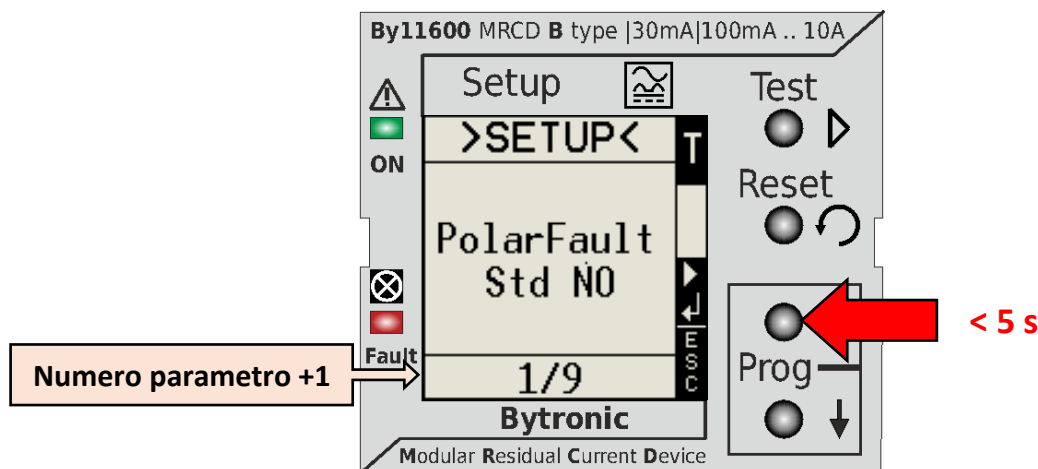 By11600 MRCD B type |30mA|100mA .. 10A
Setup
Test
ON
>SETUP<
T
Reset
PolarFault
Std NO
ESC
< 5 s
Fault
Prog
Numero parametro +1
1/9
Bytronic
Modular Residual Current Device